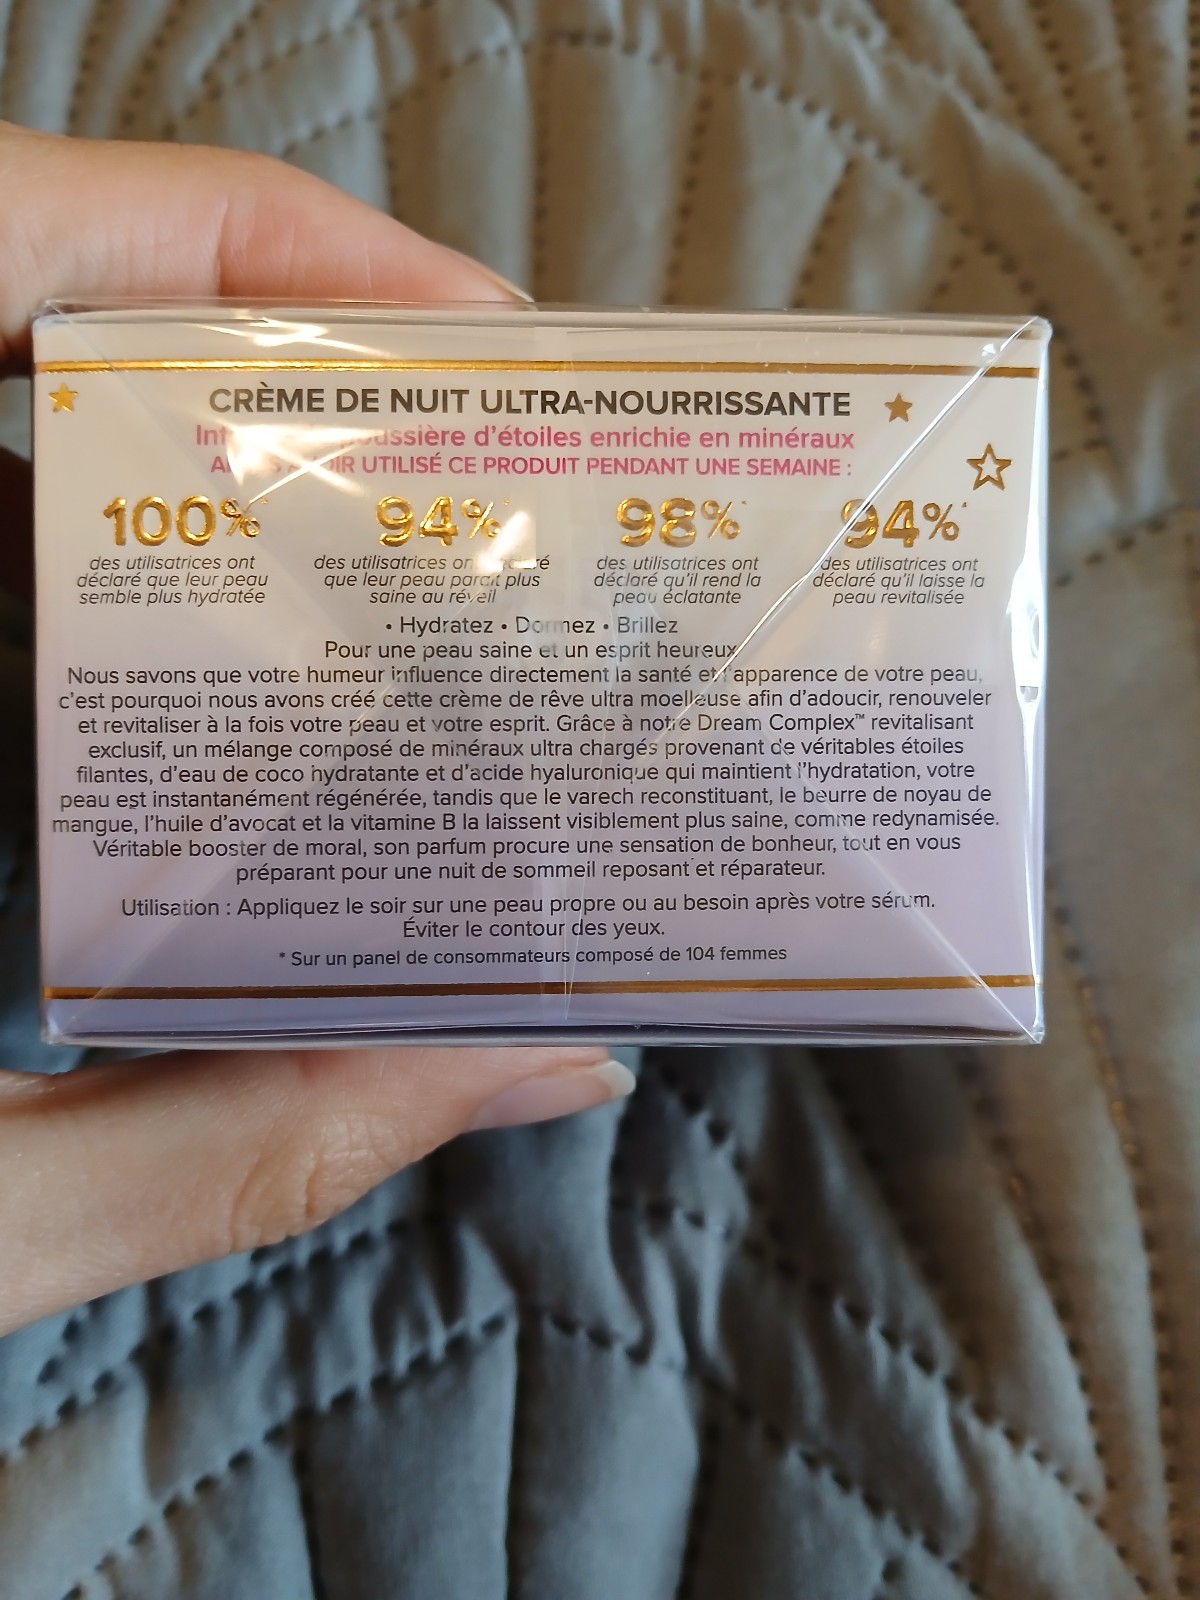 CRÈME DE NUIT ULTRA-NOURRISSANTE
poussière d'étoiles enrichie en minéraux
UTILISÉ CE PRODUIT PENDANT UNE SEMAINE :
100%* 94%* 98%* 94%*
des utilisatrices ont
déclaré que leur peau
semble plus hydratée
des utilisatrices ont déclaré
que leur peau paraît plus
saine au réveil
des utilisatrices ont
déclaré qu'il rend la
peau éclatante
des utilisatrices ont
déclaré qu'il laisse la
peau revitalisée
• Hydratez • Dormez • Brillez
Pour une peau saine et un esprit heureux
Nous savons que votre humeur influence directement la santé et l'apparence de votre peau,
c'est pourquoi nous avons créé cette crème de rêve ultra moelleuse afin d'adoucir, renouveler
et revitaliser à la fois votre peau et votre esprit. Grâce à notre Dream Complex™ revitalisant
exclusif, un mélange composé de minéraux ultra chargés provenant de véritables étoiles
filantes, d'eau de coco hydratante et d'acide hyaluronique qui maintient l'hydratation, votre
peau est instantanément régénérée, tandis que le varech reconstituant, le beurre de noyau de
mangue, l'huile d'avocat et la vitamine B la laissent visiblement plus saine, comme redynamisée.
Véritable booster de moral, son parfum procure une sensation de bonheur, tout en vous
préparant pour une nuit de sommeil reposant et réparateur.
Utilisation : Appliquez le soir sur une peau propre ou au besoin après votre sérum.
Éviter le contour des yeux.
* Sur un panel de consommateurs composé de 104 femmes